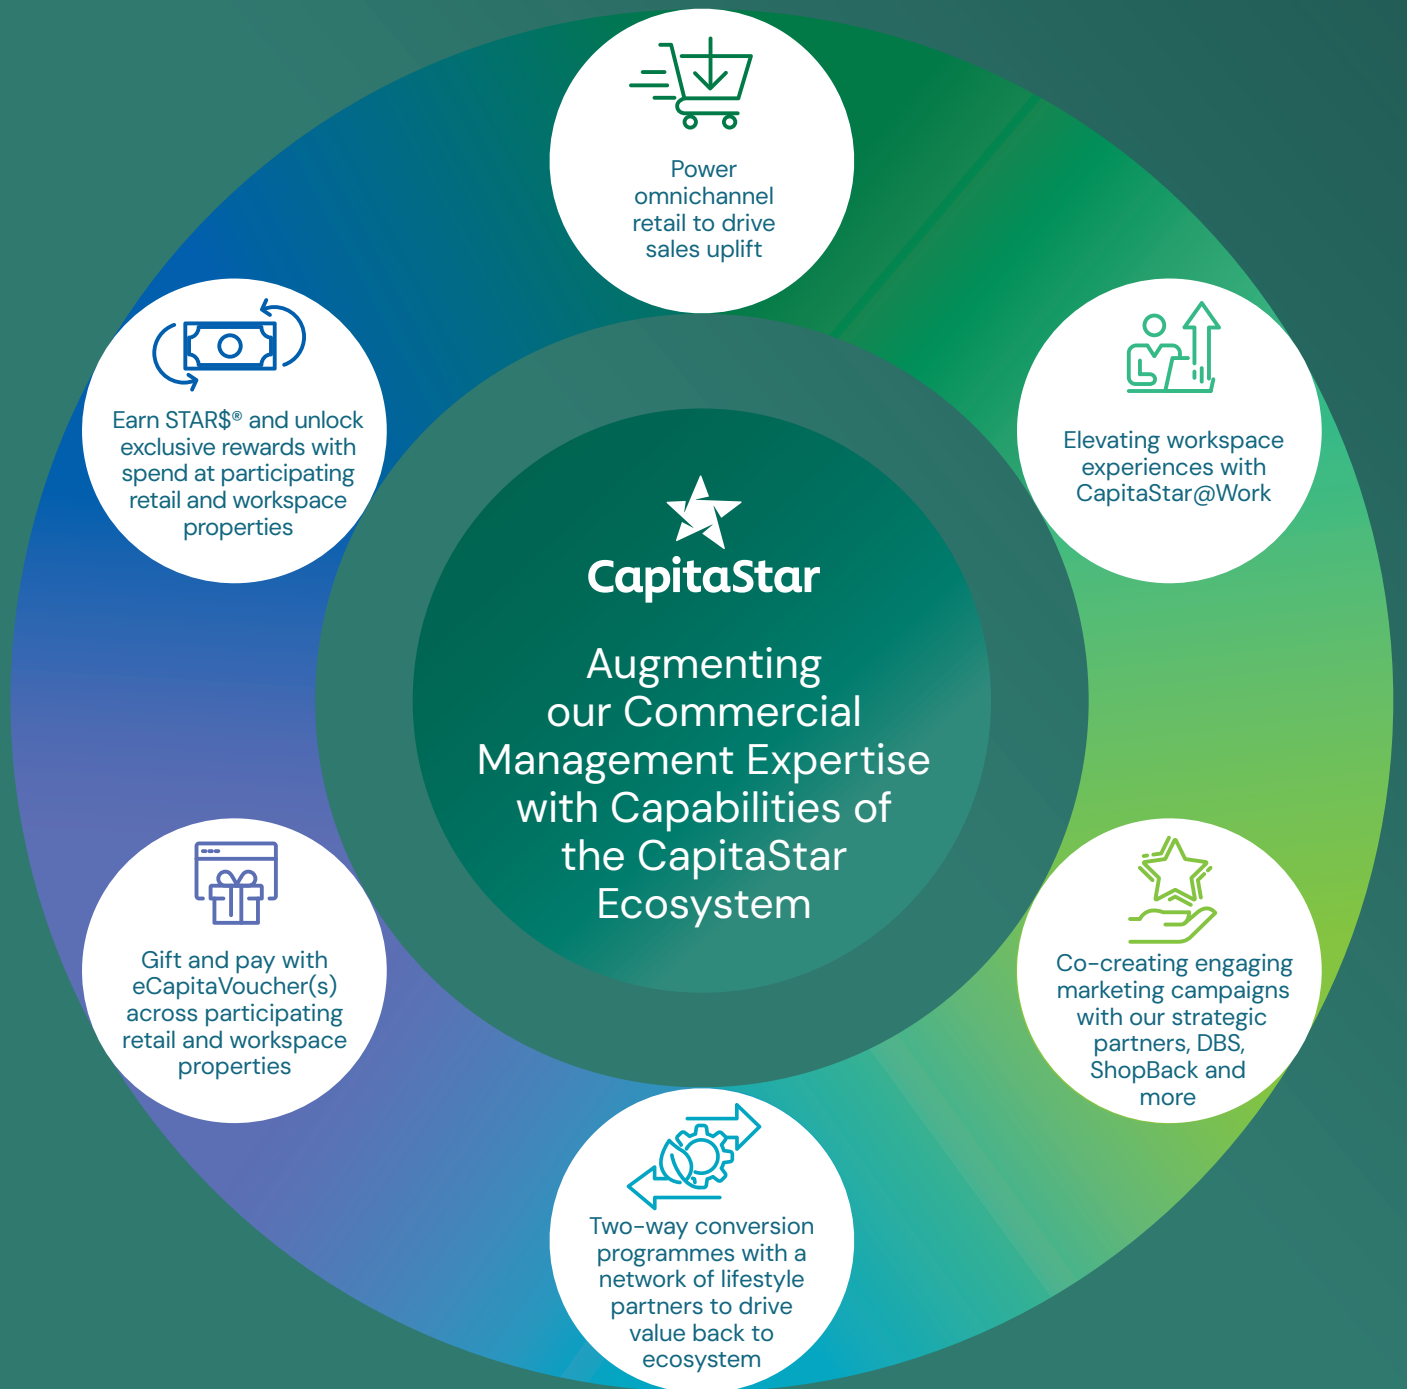 Power
omnichannel
retail to drive
sales uplift
Elevating workspace
experiences with
CapitaStar@Work
Co-creating engaging
marketing campaigns
with our strategic
partners, DBS,
ShopBack and
more
Two-way conversion
programmes with a
network of lifestyle
partners to drive
value back to
ecosystem
Gift and pay with
eCapitaVoucher(s)
across participating
retail and workspace
properties
Earn STAR$® and unlock
exclusive rewards with
spend at participating
retail and workspace
properties
CapitaStar
Augmenting
our Commercial
Management Expertise
with Capabilities of
the CapitaStar
Ecosystem